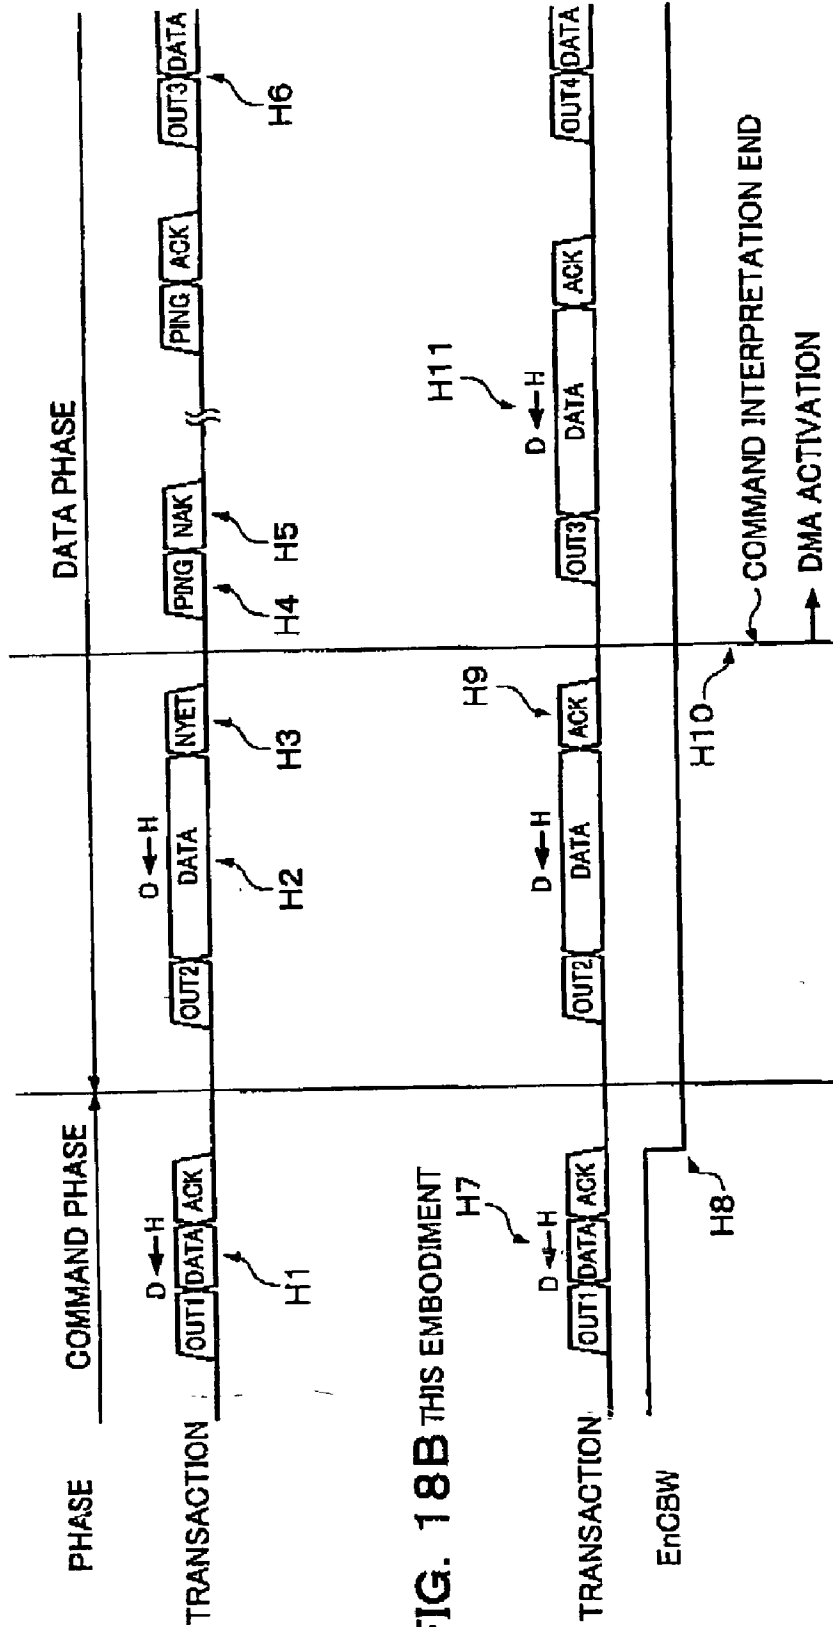 PHASE
COMMAND PHASE
DATA PHASE
TRANSACTION
OUT1 DATA ACK
D ← H
H1
OUT2 DATA NYET
O ← H
H2
H3
PING NAK
H4
H5
PING ACK
OUT3 DATA
H6
FIG. 18B THIS EMBODIMENT
TRANSACTION
OUT1 DATA ACK
D ← H
H7
OUT2 DATA ACK
D ← H
H9
OUT3 DATA ACK
D ← H
H11
OUT4 DATA
EnCBW
H8
H10
COMMAND INTERPRETATION END
DMA ACTIVATION